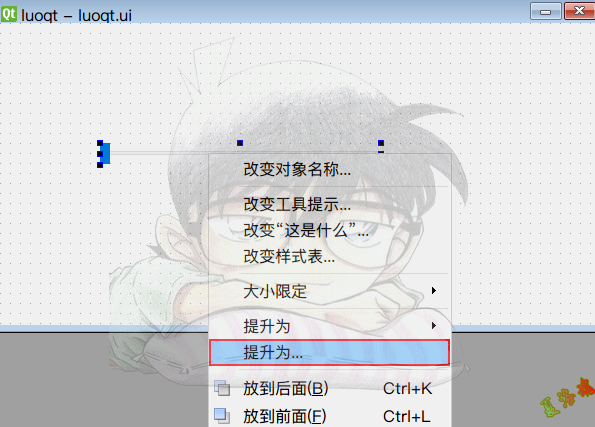 Qt luoqt - luoqt.ui
改变对象名称...
改变工具提示...
改变“这是什么”...
改变样式表...
大小限定
提升为
提升为...
放到后面(B) Ctrl+K
放到前面(F) Ctrl+L